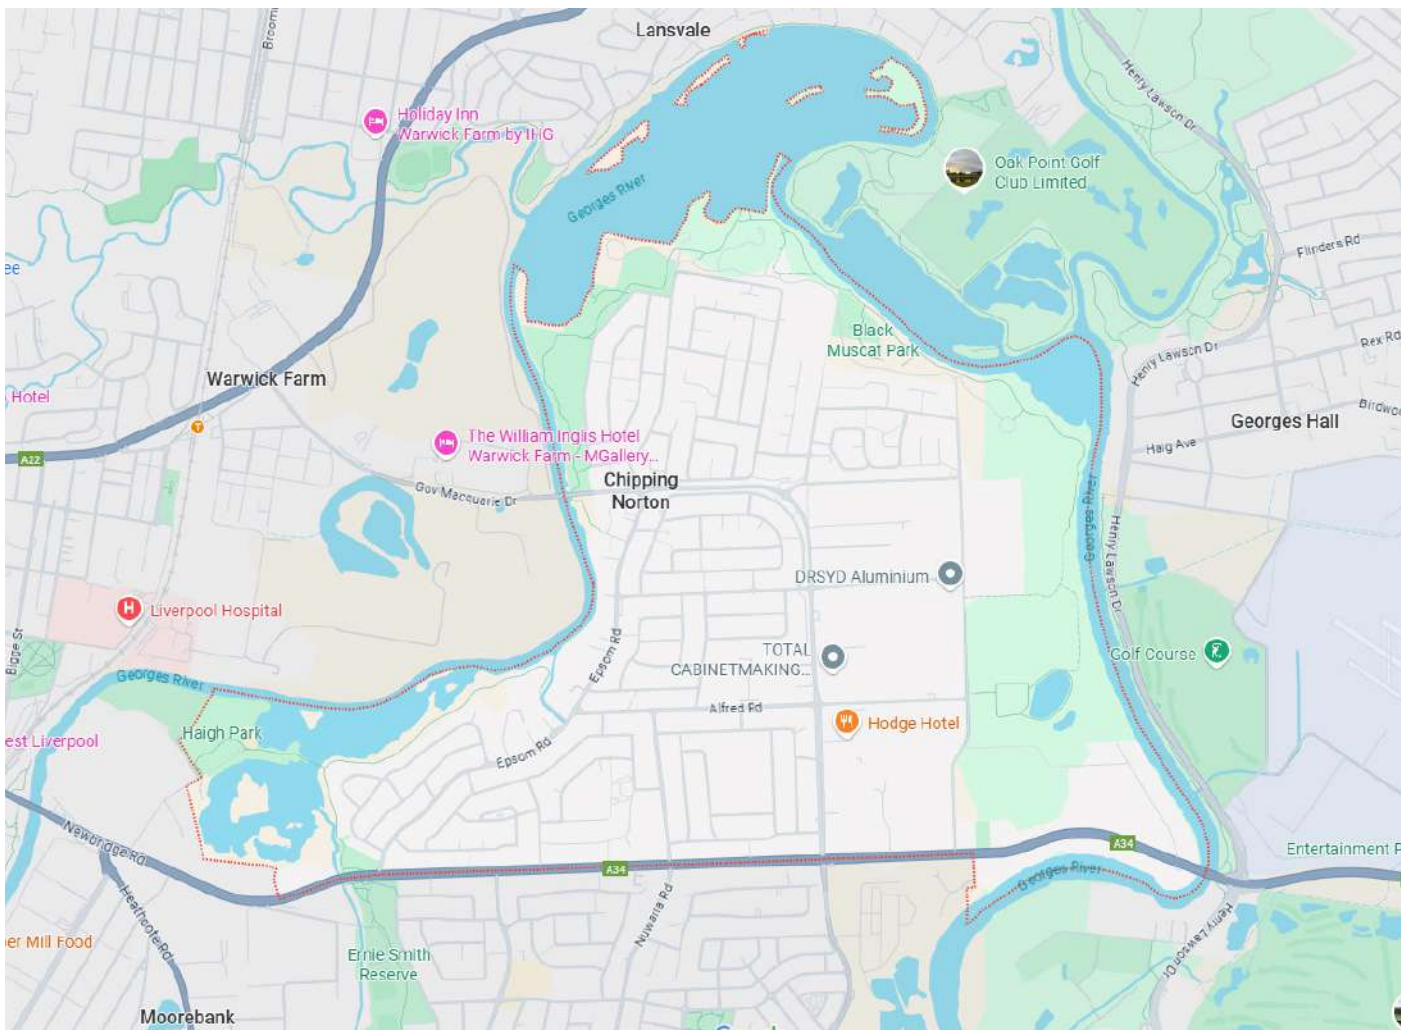 Lansvale
Broom
Henry Lawson Dr
Holiday Inn
Warwick Farm by IHG
Oak Point Golf
Club Limited
Georges River
Flinders Rd
ee
Black
Muscat Park
Henry Lawson Dr
Rex Rd
Warwick Farm
Hotel
Birdwo
Georges Hall
Haig Ave
The William Inglis Hotel
Warwick Farm - MGallery...
A22
Chipping
Norton
Gov Macquarie Dr
Georges River
Henry Lawson Dr
DRSYD Aluminium
Liverpool Hospital
Bigge St
Epsom Rd
TOTAL
CABINETMAKING...
Golf Course
Georges River
Alfred Rd
Hodge Hotel
Haigh Park
est Liverpool
Epsom Rd
Newbridge Rd
A34
A34
Entertainment P
Georges River
Heathcote Rd
Nuwarra Rd
Henry Lawson Dr
er Mill Food
Ernie Smith
Reserve
Moorebank